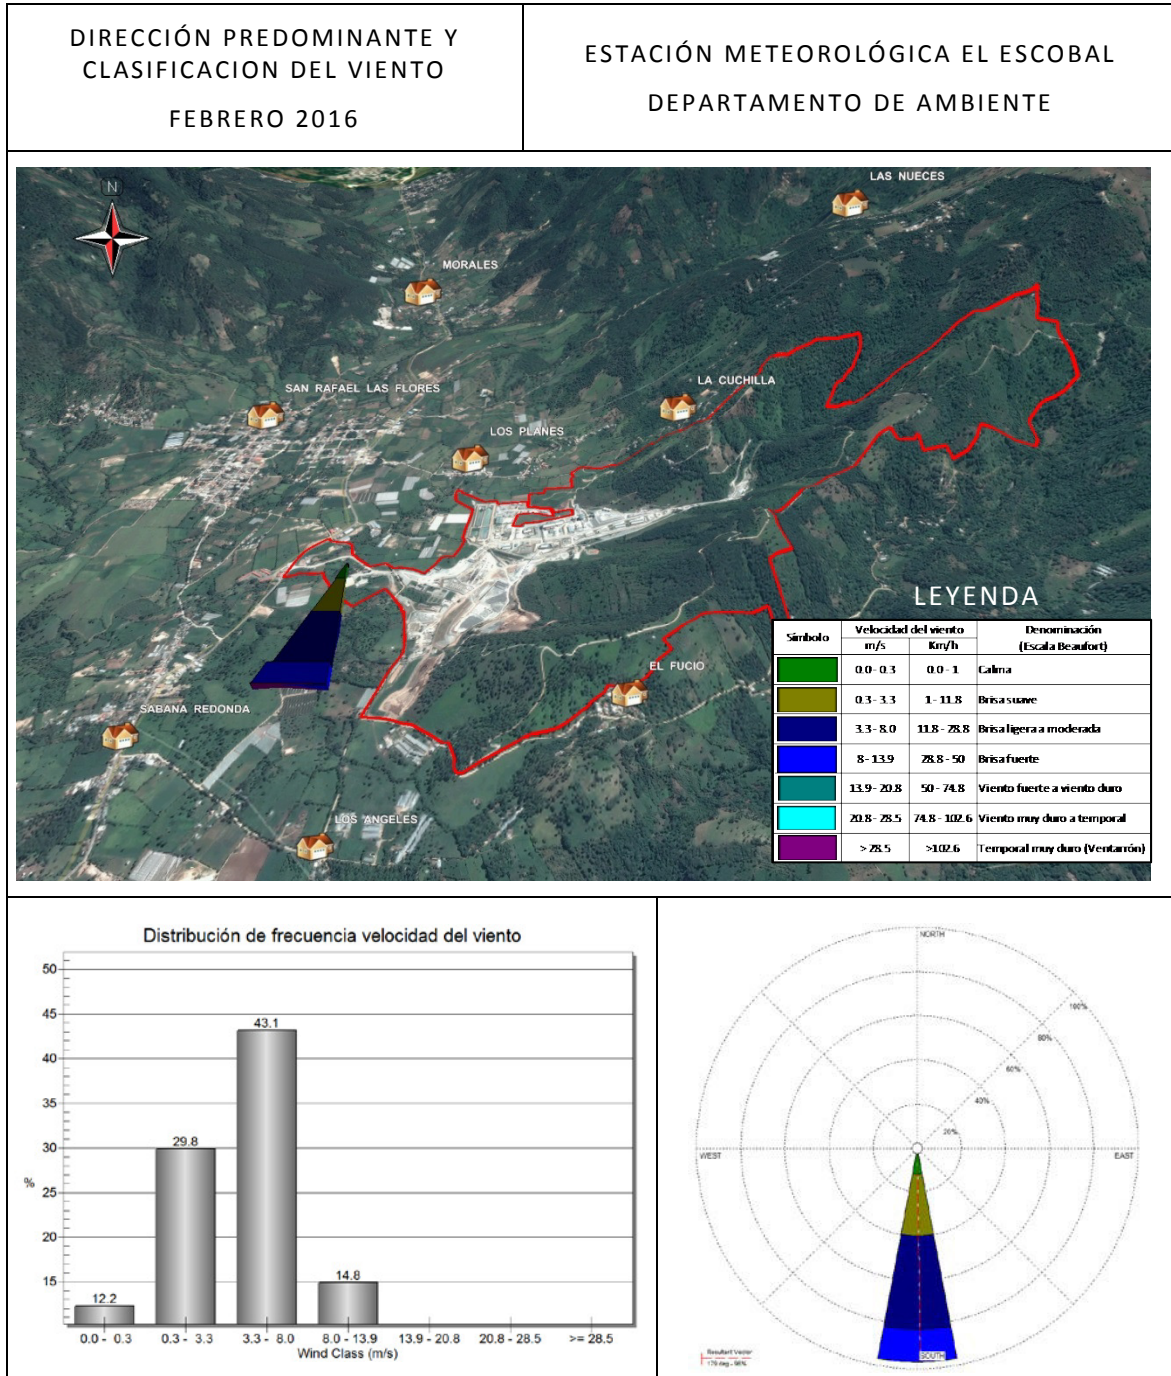 DIRECCIÓN PREDOMINANTE Y
CLASIFICACION DEL VIENTO
FEBRERO 2016
ESTACIÓN METEOROLÓGICA EL ESCOBAL
DEPARTAMENTO DE AMBIENTE
N
LAS NUECES
MORALES
SAN RAFAEL LAS FLORES
LA CUCHILLA
LOS PLANES
EL FUCIO
SABANA REDONDA
LOS ANGELES
LEYENDA
Símbolo Velocidad del viento Denominación
m/s Km/h (Escala Beaufort)
0.0 - 0.3 0.0 - 1 Calma
0.3 - 3.3 1 - 11.8 Brisa suave
3.3 - 8.0 11.8 - 28.8 Brisa ligera a moderada
8 - 13.9 28.8 - 50 Brisa fuerte
13.9 - 20.8 50 - 74.8 Viento fuerte a viento duro
20.8 - 28.5 74.8 - 102.6 Viento muy duro a temporal
> 28.5 >102.6 Temporal muy duro (Ventarrón)
Distribución de frecuencia velocidad del viento
50
45
43.1
40
35
29.8
30
%
25
20
14.8
15
12.2
0.0 - 0.3 0.3 - 3.3 3.3 - 8.0 8.0 - 13.9 13.9 - 20.8 20.8 - 28.5 >= 28.5
Wind Class (m/s)
NORTH
100%
80%
60%
40%
20%
WEST
EAST
SOUTH
Resultant Vector